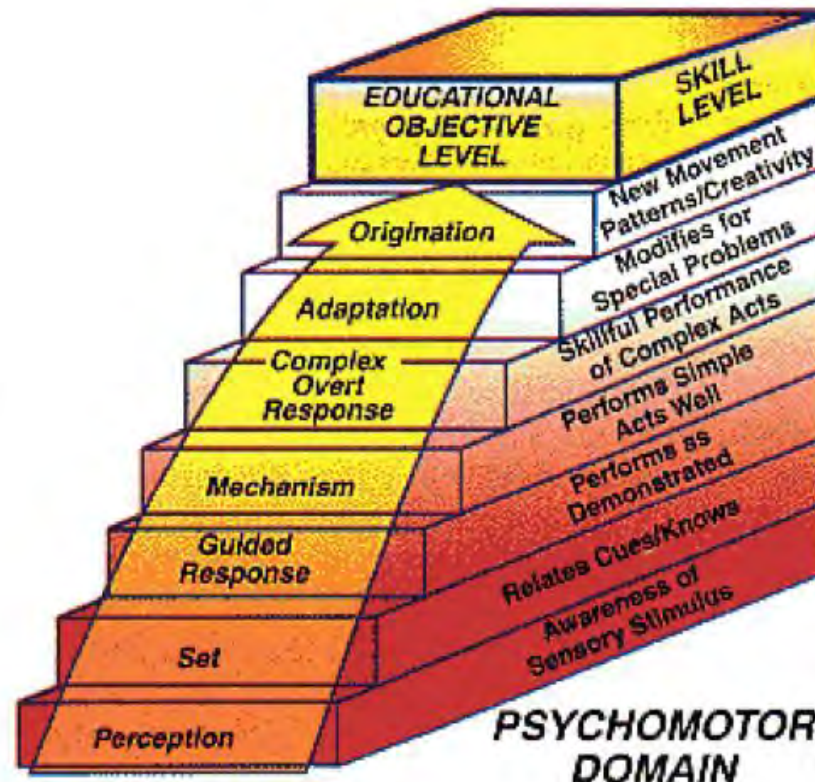 EDUCATIONAL
OBJECTIVE
LEVEL
SKILL
LEVEL
Origination
New Movement
Patterns/Creativity
Adaptation
Modifies for
Special Problems
Complex
Overt
Response
Skillful Performance
of Complex Acts
Mechanism
Performs Simple
Acts Well
Guided
Response
Performs as
Demonstrated
Set
Relates Cues/Knows
Perception
Awareness of
Sensory Stimulus
PSYCHOMOTOR
DOMAIN